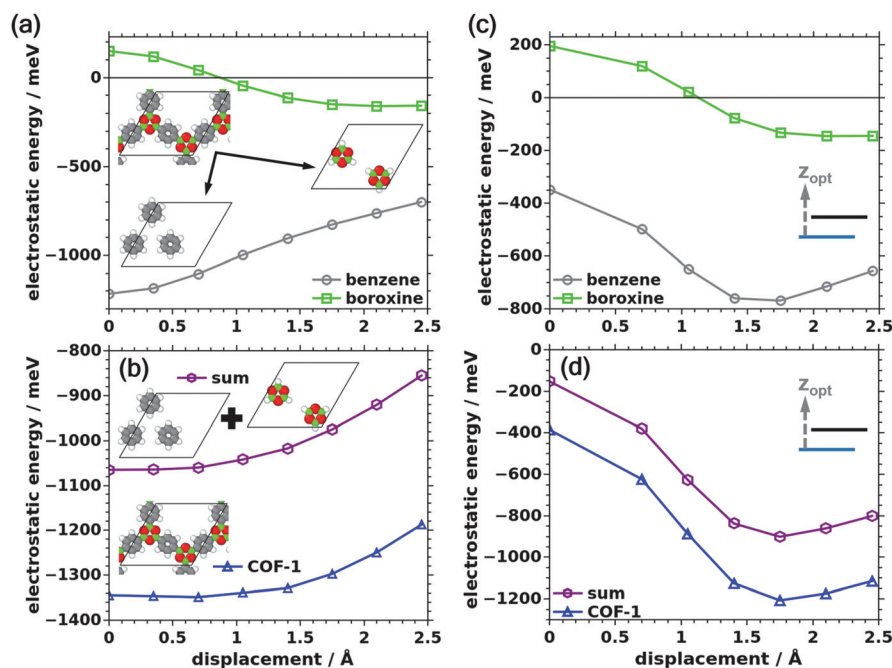 (a)
electrostatic energy / meV
0
−500
−1000
benzene
boroxine
0 0.5 1 1.5 2 2.5
(b)
electrostatic energy / meV
−800
−900
−1000
−1100
−1200
−1300
−1400
sum
COF-1
0 0.5 1 1.5 2 2.5
displacement / Å
(c)
electrostatic energy / meV
200
0
−200
−400
−600
−800
zopt
benzene
boroxine
0 0.5 1 1.5 2 2.5
(d)
electrostatic energy / meV
0
−200
−400
−600
−800
−1000
−1200
zopt
sum
COF-1
0 0.5 1 1.5 2 2.5
displacement / Å